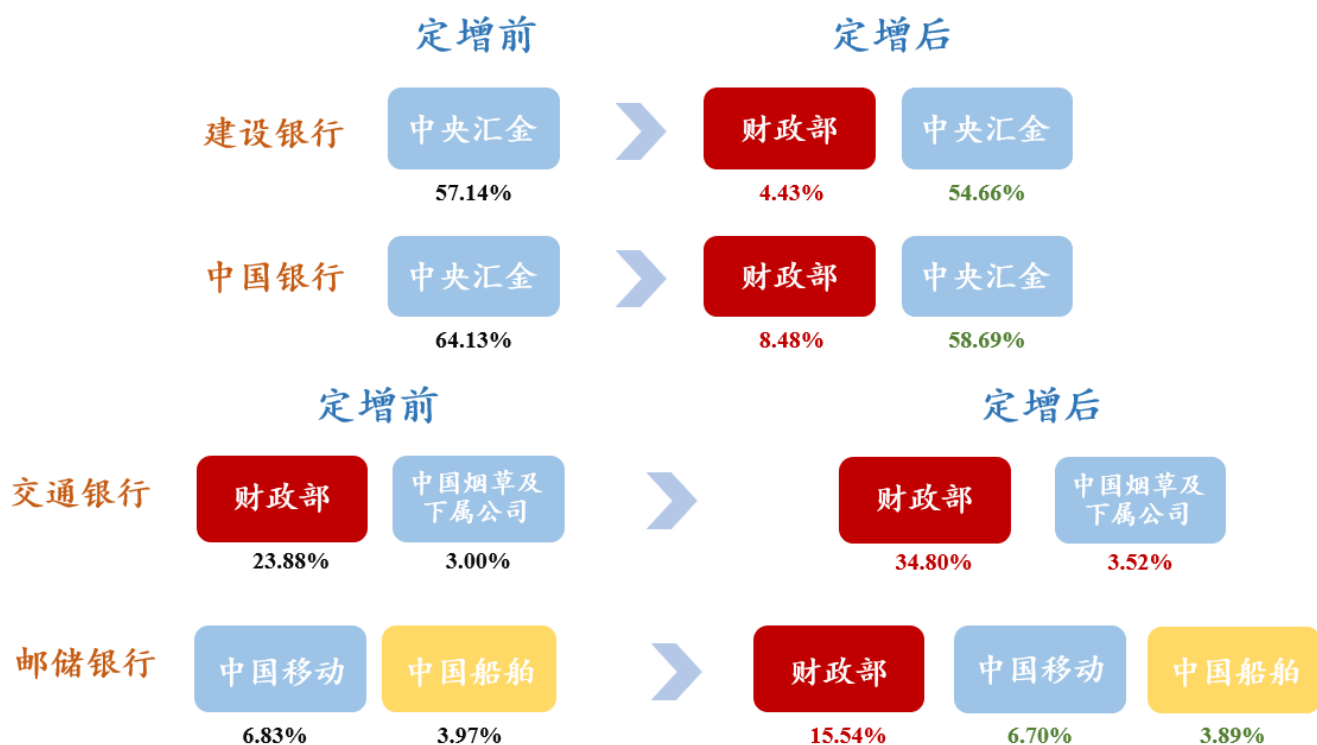 定增前 定增后
建设银行 中央汇金 财政部 中央汇金
57.14% 4.43% 54.66%
中国银行 中央汇金 财政部 中央汇金
64.13% 8.48% 58.69%
定增前 定增后
交通银行 财政部 中国烟草及 财政部 中国烟草及
下属公司 下属公司
23.88% 3.00% 34.80% 3.52%
邮储银行 中国移动 中国船舶 财政部 中国移动 中国船舶
6.83% 3.97% 15.54% 6.70% 3.89%